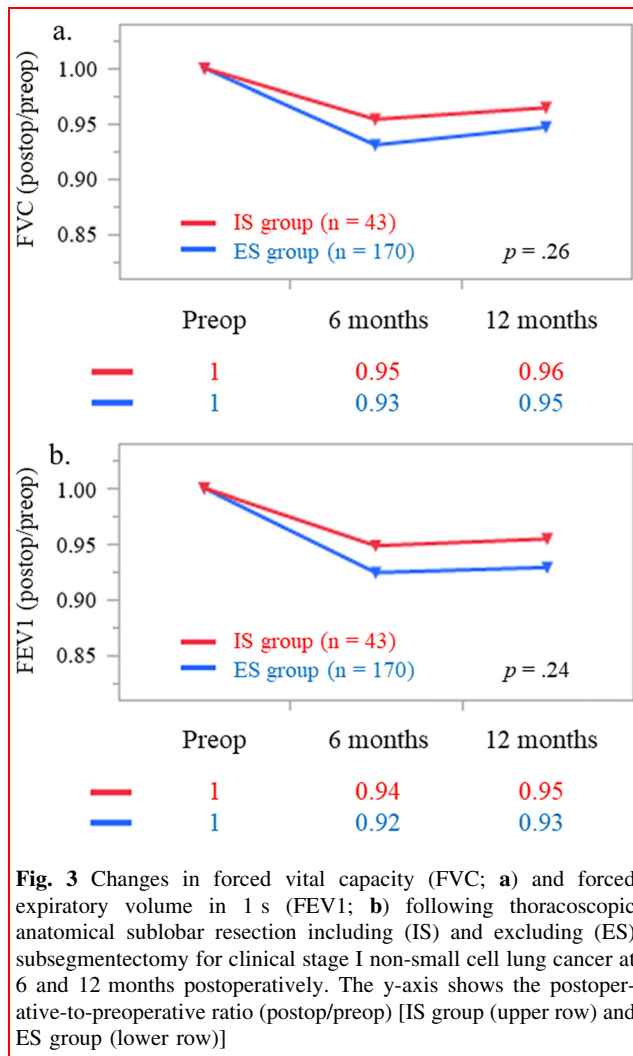 a.
1.00
0.95
0.90
0.85
FVC (postop/preop)
IS group (n = 43)
ES group (n = 170)
p = .26
Preop 6 months 12 months
1 0.95 0.96
1 0.93 0.95
b.
1.00
0.95
0.90
0.85
FEV1 (postop/preop)
IS group (n = 43)
ES group (n = 170)
p = .24
Preop 6 months 12 months
1 0.94 0.95
1 0.92 0.93
Fig. 3 Changes in forced vital capacity (FVC; a) and forced
expiratory volume in 1 s (FEV1; b) following thoracoscopic
anatomical sublobar resection including (IS) and excluding (ES)
subsegmentectomy for clinical stage I non-small cell lung cancer at
6 and 12 months postoperatively. The y-axis shows the postoper-
ative-to-preoperative ratio (postop/preop) [IS group (upper row) and
ES group (lower row)]